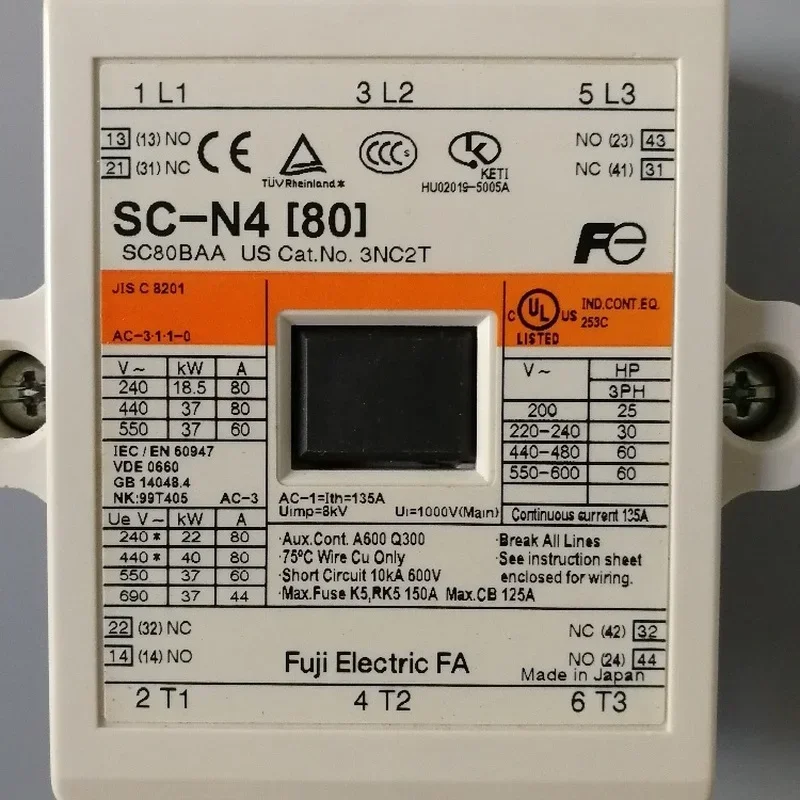 1 L1 3 L2 5 L3
13 (13) NO
21 (31) NC
CE
TÜVRheinland*
CCC S
K
KETI
HU02019-5005A
NO (23) 43
NC (41) 31
SC-N4 [80]
SC80BAA US Cat.No. 3NC2T
Fe
JIS C 8201
AC-3·1·1-0
C UL US
LISTED
IND.CONT.EQ.
253C
V~ kW A
240 18.5 80
440 37 80
550 37 60
IEC/EN 60947
VDE 0660
GB 14048.4
NK:99T405 AC-3
Ue V~ kW A
240* 22 80
440* 40 80
550 37 60
690 37 44
AC-1=Ith=135A
Uimp=8kV Ui=1000V(Main)
V~ HP
3PH
200 25
220-240 30
440-480 60
550-600 60
Continuous current 135A
·Aux.Cont. A600 Q300
·75°C Wire Cu Only
·Short Circuit 10kA 600V
·Max.Fuse K5,RK5 150A Max.CB 125A
·Break All Lines
·See instruction sheet
enclosed for wiring.
22 (32) NC
14 (14) NO
Fuji Electric FA
NC (42) 32
NO (24) 44
Made in Japan
2 T1 4 T2 6 T3